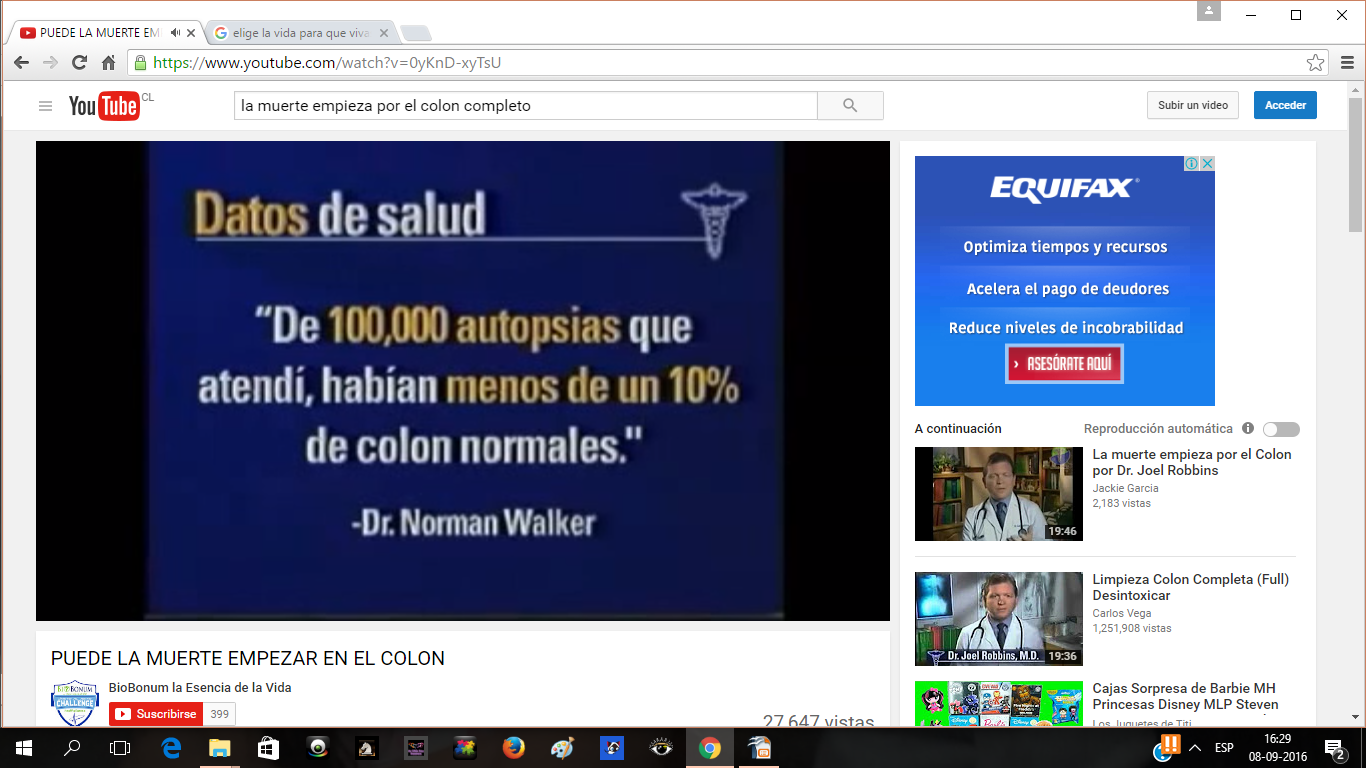 PUEDE LA MUERTE EM
elige la vida para que viva
https://www.youtube.com/watch?v=0yKnD-xyTsU
YouTube CL
la muerte empieza por el colon completo
Subir un video
Acceder
Datos de salud
“De 100,000 autopsias que
atendí, habían menos de un 10%
de colon normales."
-Dr. Norman Walker
PUEDE LA MUERTE EMPEZAR EN EL COLON
BioBonum la Esencia de la Vida
Suscribirse 399
27,647 vistas
EQUIFAX
Optimiza tiempos y recursos
Acelera el pago de deudores
Reduce niveles de incobrabilidad
› ASESÓRATE AQUÍ
A continuación
Reproducción automática
La muerte empieza por el Colon
por Dr. Joel Robbins
Jackie Garcia
2,183 vistas
19:46
Limpieza Colon Completa (Full)
Desintoxicar
Carlos Vega
1,251,908 vistas
Dr. Joel Robbins, M.D. 19:36
Cajas Sorpresa de Barbie MH
Princesas Disney MLP Steven
Los Juguetes de Titi
ESP
16:29
08-09-2016
2